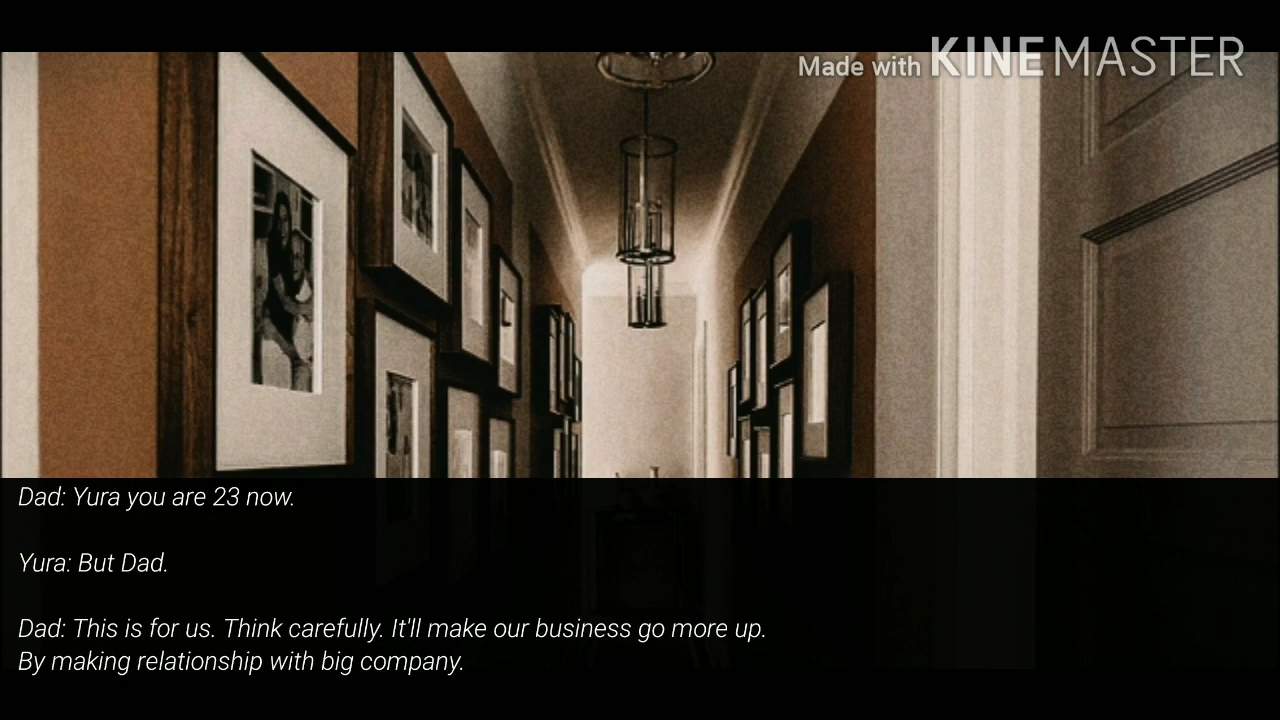 Made with KINEMASTER
Dad: Yura you are 23 now.
Yura: But Dad.
Dad: This is for us. Think carefully. It'll make our business go more up.
By making relationship with big company.